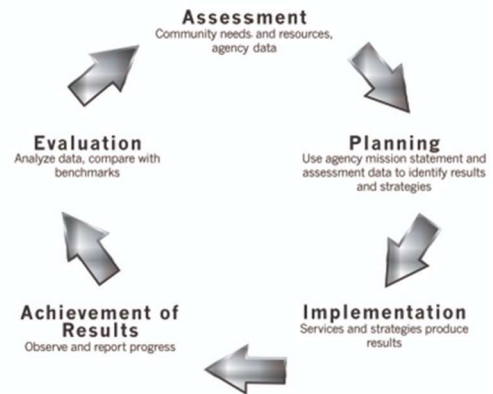 Assessment
Community needs and resources,
agency data
Evaluation
Analyze data, compare with
benchmarks
Planning
Use agency mission statement and
assessment data to identify results
and strategies
Achievement of
Results
Observe and report progress
Implementation
Services and strategies produce
results